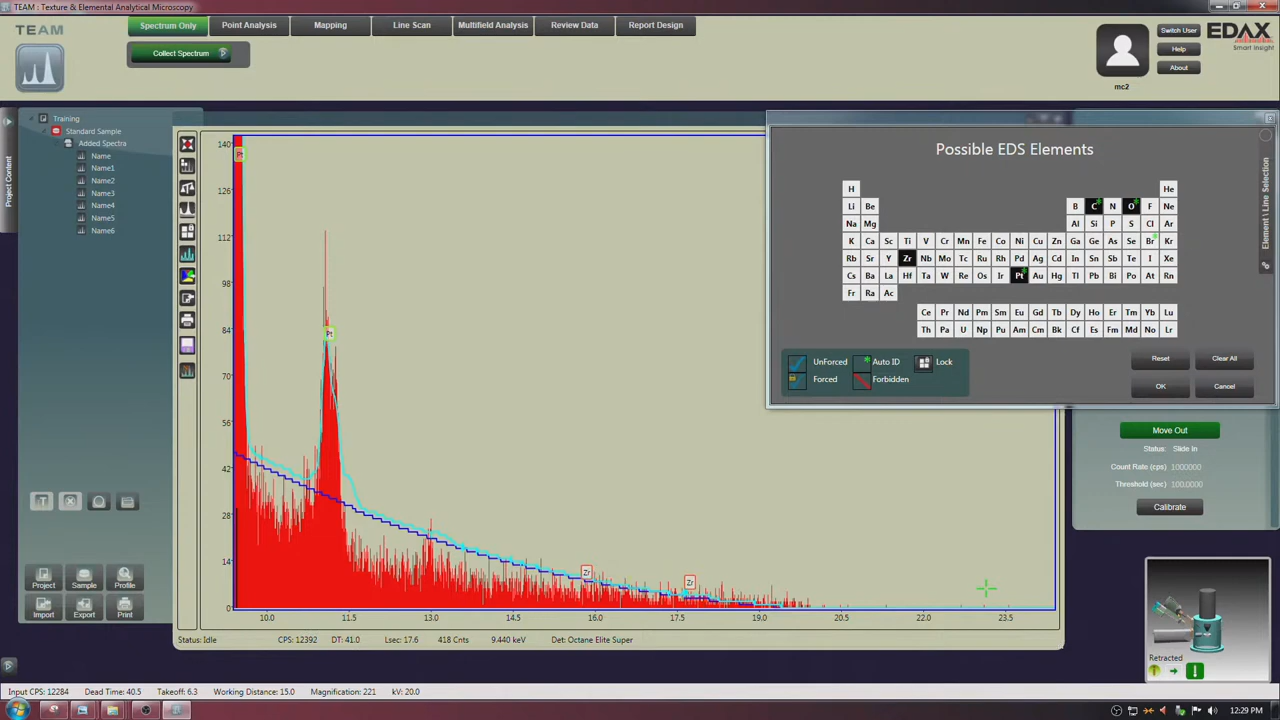 TEAM : Texture & Elemental Analytical Microscopy
TEAM
Spectrum Only
Point Analysis
Mapping
Line Scan
Multifield Analysis
Review Data
Report Design
Collect Spectrum
mc2
Switch User
Help
About
EDAX
Smart Insight
Project Content
Training
Standard Sample
Added Spectra
Name
Name1
Name2
Name3
Name4
Name5
Name6
Project
Sample
Profile
Import
Export
Print
140
126
112
98
84
70
56
42
28
14
0
Pt
Pt
Zr
Zr
10.0 11.5 13.0 14.5 16.0 17.5 19.0 20.5 22.0 23.5
Status: Idle CPS: 12392 DT: 41.0 Lsec: 17.6 418 Cnts 9.440 keV Det: Octane Elite Super
Possible EDS Elements
H He
Li Be B C N O F Ne
Na Mg Al Si P S Cl Ar
K Ca Sc Ti V Cr Mn Fe Co Ni Cu Zn Ga Ge As Se Br Kr
Rb Sr Y Zr Nb Mo Tc Ru Rh Pd Ag Cd In Sn Sb Te I Xe
Cs Ba La Hf Ta W Re Os Ir Pt Au Hg Tl Pb Bi Po At Rn
Fr Ra Ac
Ce Pr Nd Pm Sm Eu Gd Tb Dy Ho Er Tm Yb Lu
Th Pa U Np Pu Am Cm Bk Cf Es Fm Md No Lr
UnForced Auto ID Lock
Forced Forbidden
Reset
Clear All
OK
Cancel
Element \ Line Selection
Move Out
Status: Slide In
Count Rate (cps) 1000000
Threshold (sec) 100.0000
Calibrate
Retracted
Input CPS: 12284 Dead Time: 40.5 Takeoff: 6.3 Working Distance: 15.0 Magnification: 221 kV: 20.0
12:29 PM